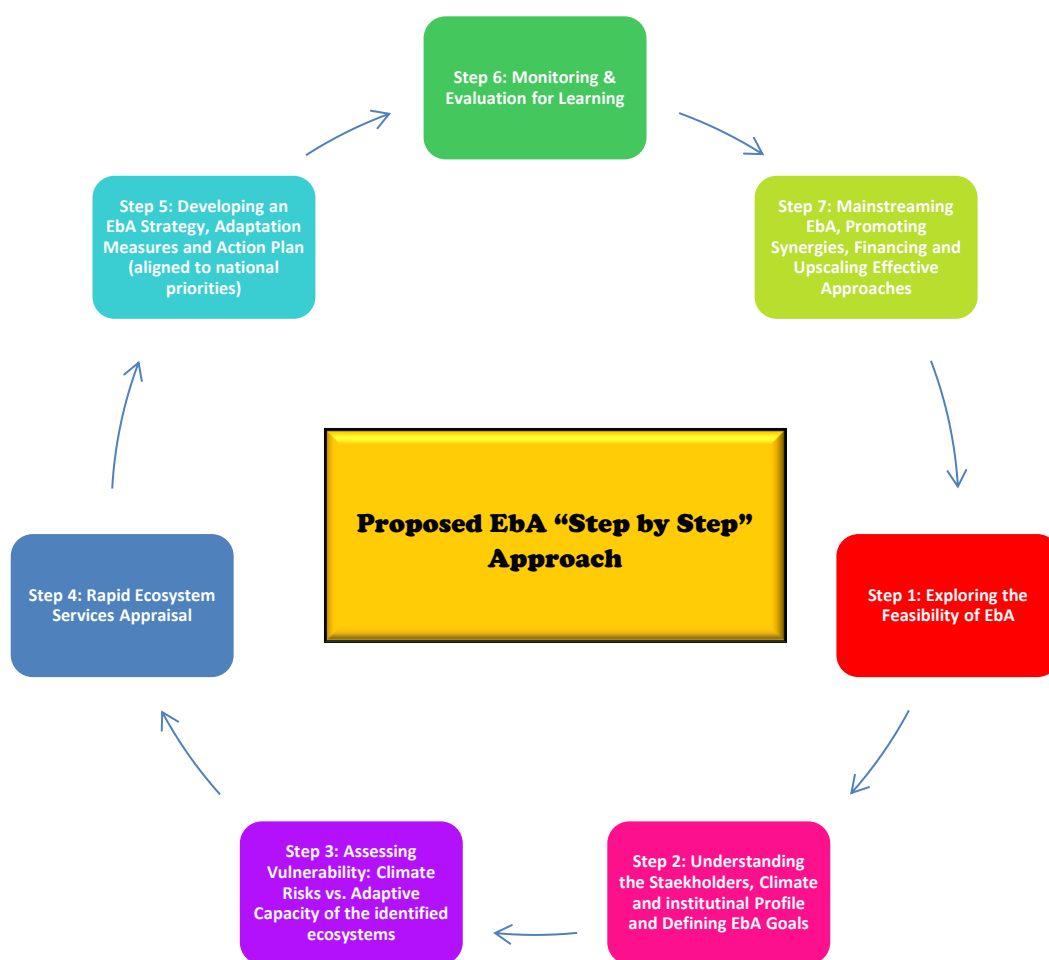 Step 6: Monitoring &
Evaluation for Learning
Step 5: Developing an
EbA Strategy, Adaptation
Measures and Action Plan
(aligned to national
priorities)
Step 7: Mainstreaming
EbA, Promoting
Synergies, Financing and
Upscaling Effective
Approaches
Proposed EbA “Step by Step”
Approach
Step 4: Rapid Ecosystem
Services Appraisal
Step 1: Exploring the
Feasibility of EbA
Step 3: Assessing
Vulnerability: Climate
Risks vs. Adaptive
Capacity of the identified
ecosystems
Step 2: Understanding
the Staekholders, Climate
and institutinal Profile
and Defining EbA Goals